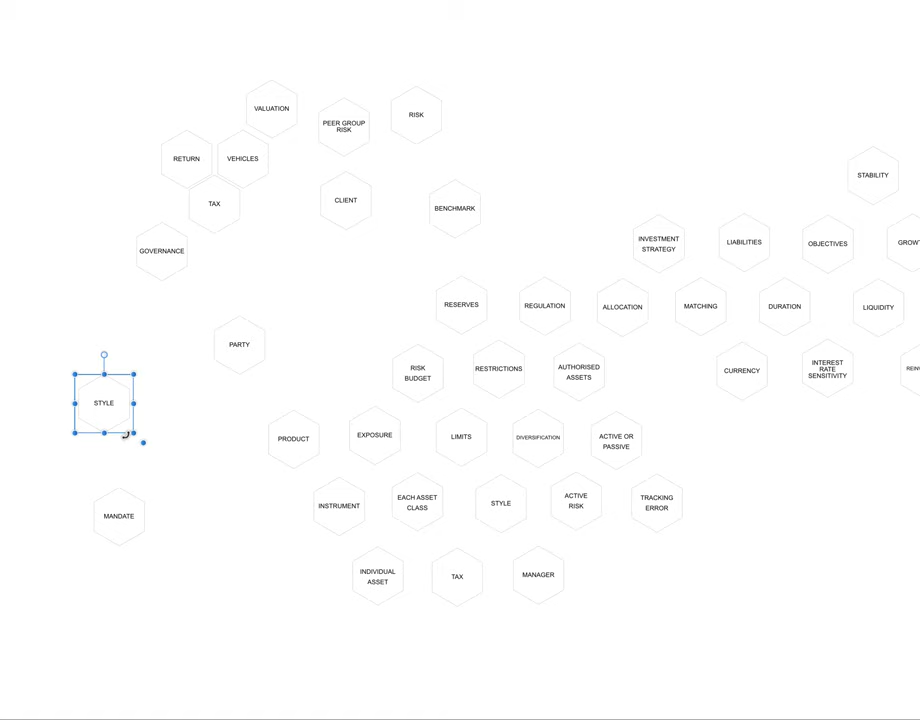 VALUATION
PEER GROUP
RISK
RISK
RETURN
VEHICLES
STABILITY
TAX
CLIENT
BENCHMARK
GOVERNANCE
INVESTMENT
STRATEGY
LIABILITIES
OBJECTIVES
GROWT
RESERVES
REGULATION
ALLOCATION
MATCHING
DURATION
LIQUIDITY
PARTY
RISK
BUDGET
RESTRICTIONS
AUTHORISED
ASSETS
CURRENCY
INTEREST
RATE
SENSITIVITY
REIN
STYLE
PRODUCT
EXPOSURE
LIMITS
DIVERSIFICATION
ACTIVE OR
PASSIVE
MANDATE
INSTRUMENT
EACH ASSET
CLASS
STYLE
ACTIVE
RISK
TRACKING
ERROR
INDIVIDUAL
ASSET
TAX
MANAGER